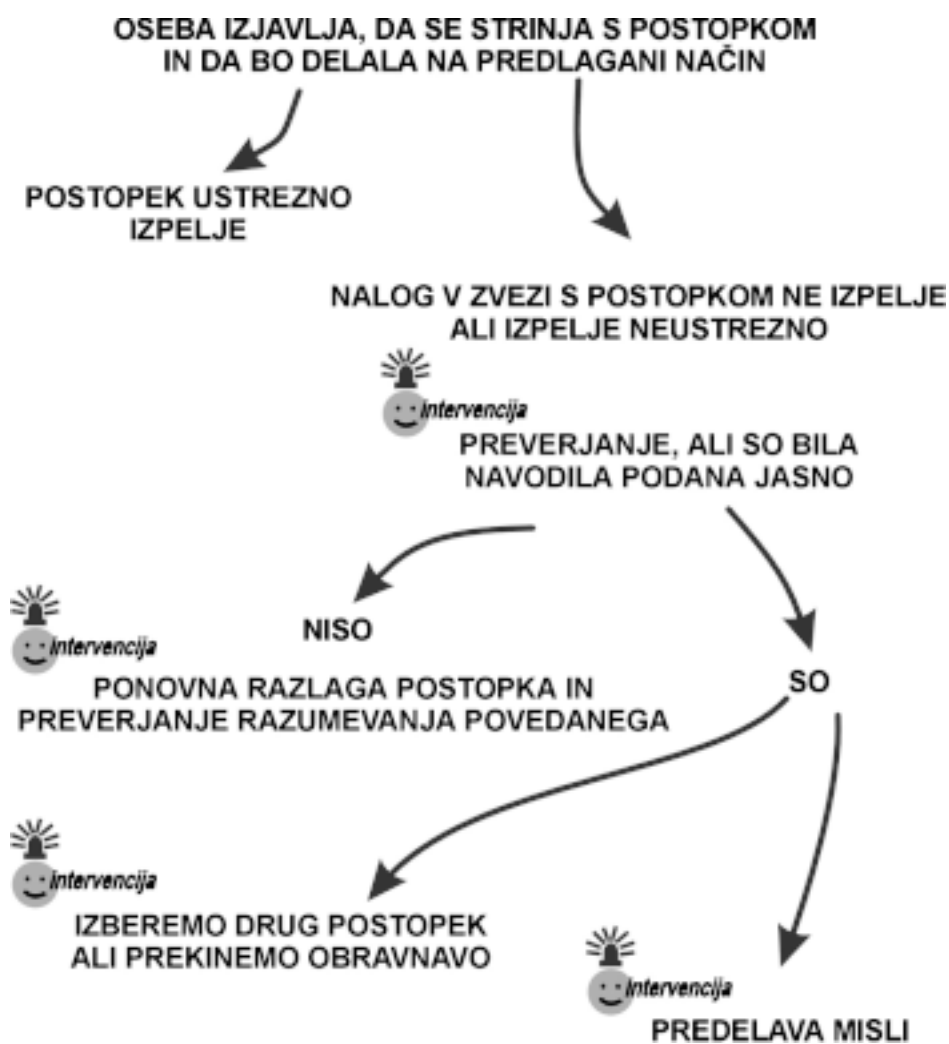 OSEBA IZJAVLJA, DA SE STRINJA S POSTOPKOM
IN DA BO DELALA NA PREDLAGANI NAČIN
POSTOPEK USTREZNO
IZPELJE
NALOG V ZVEZI S POSTOPKOM NE IZPELJE
ALI IZPELJE NEUSTREZNO
intervencija
PREVERJANJE, ALI SO BILA
NAVODILA PODANA JASNO
NISO
intervencija
PONOVNA RAZLAGA POSTOPKA IN
PREVERJANJE RAZUMEVANJA POVEDANEGA
SO
intervencija
IZBEREMO DRUG POSTOPEK
ALI PREKINEMO OBRAVNAVO
intervencija
PREDELAVA MISLI